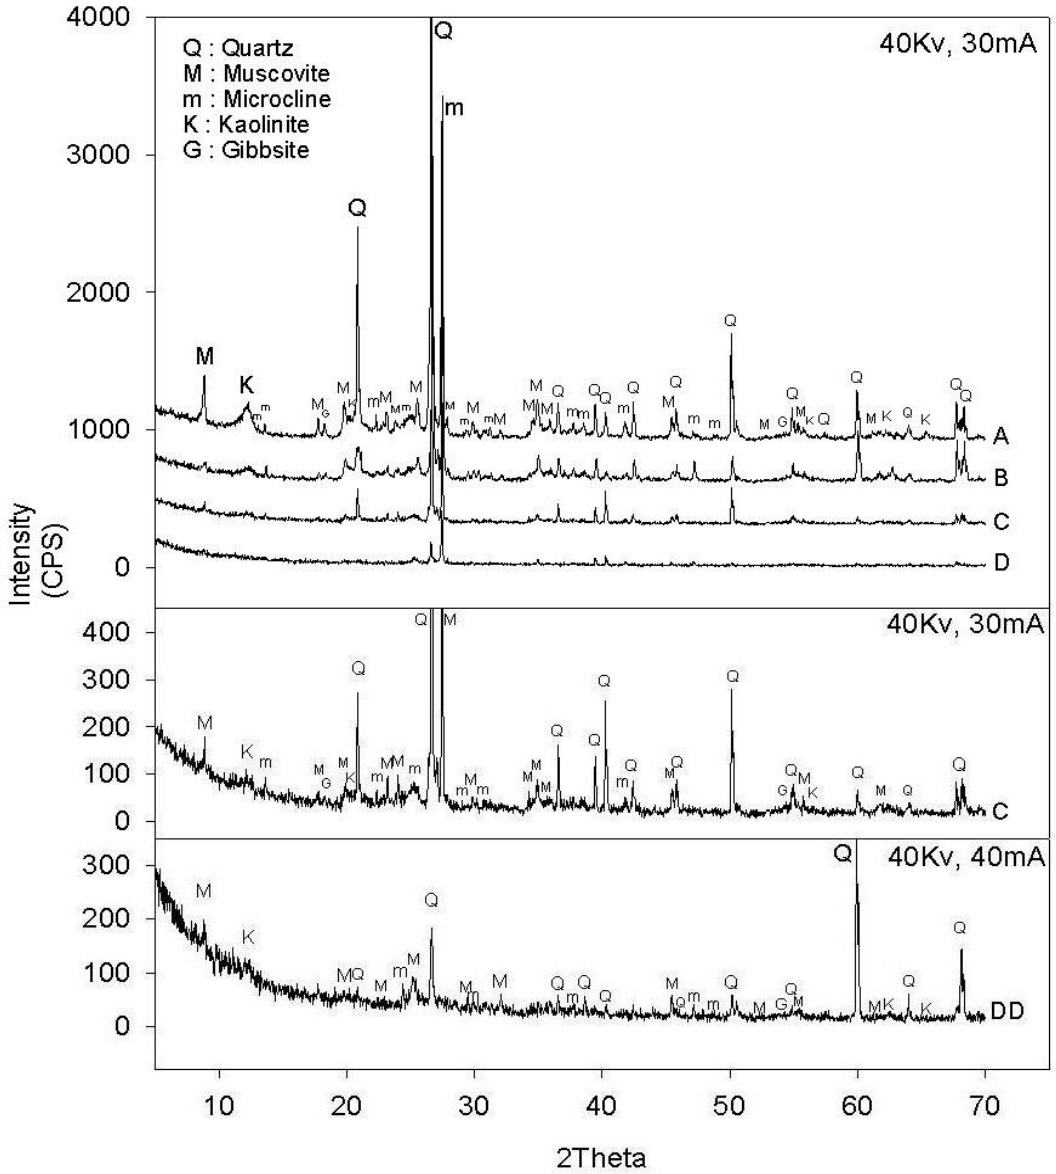 4000
40Kv, 30mA
Q : Quartz
M : Muscovite
m : Microcline
K : Kaolinite
G : Gibbsite
Q
m
3000
Q
2000
M K m m M G M K m M M m M M m M m M M M Q m m Q Q m Q M Q m m Q M G Q M K Q Q M K Q K Q Q
1000
A
B
C
0
D
Intensity
(CPS)
40Kv, 30mA
400
Q M
300
200
100
M K m M G M K Q m M M m m M m M M M Q Q Q m Q M Q Q G Q M K Q M Q Q
0
C
40Kv, 40mA
300
Q
200
100
M K M Q M m M Q M m M Q m Q Q M Q m m Q M G Q M M K Q K Q
0
DD
10 20 30 40 50 60 70
2Theta